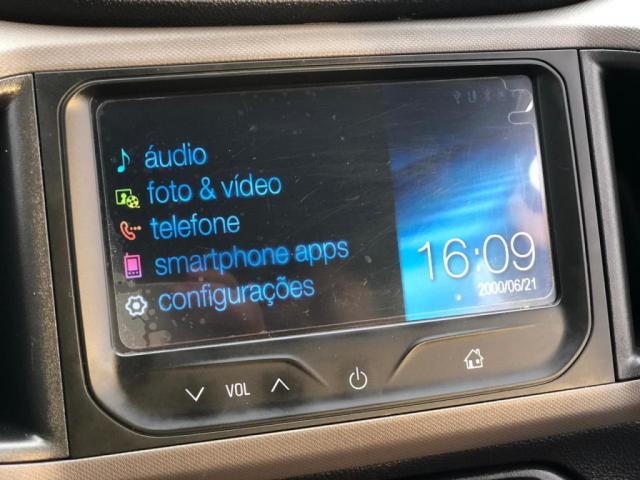 áudio
foto & vídeo
telefone
smartphone apps
configurações
16:09
2000/06/21
VOL